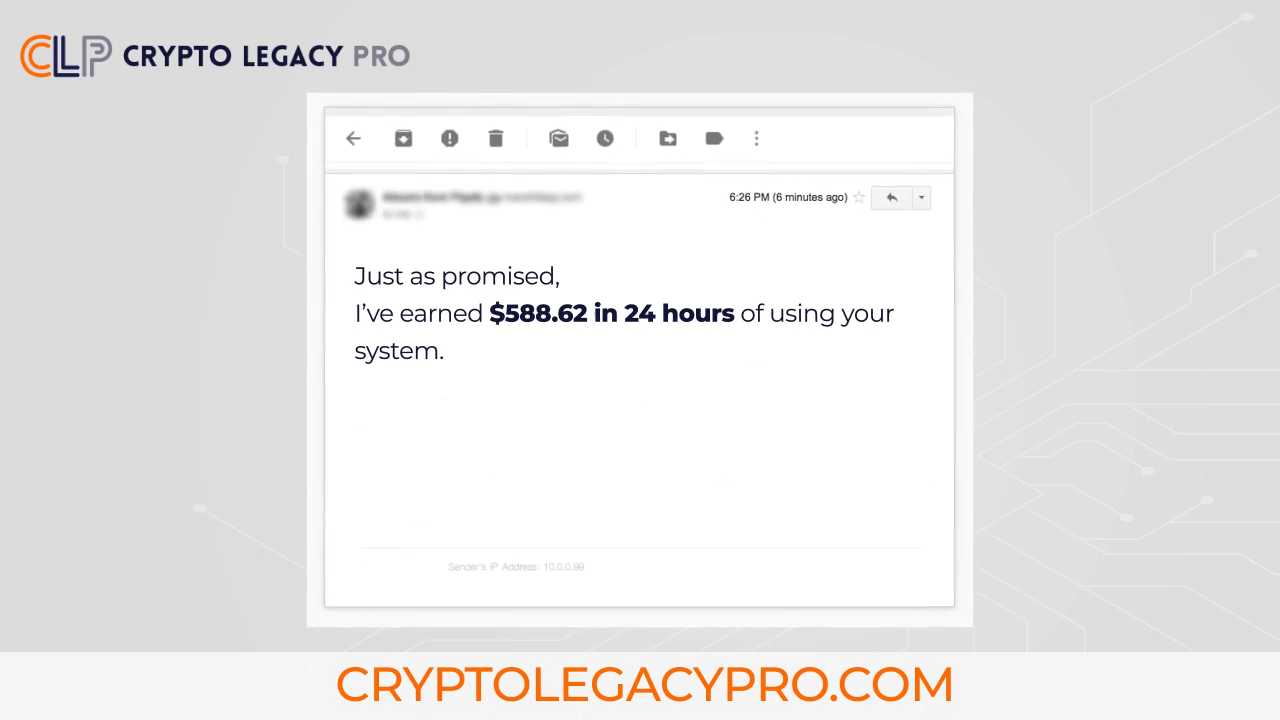 CLP CRYPTO LEGACY PRO
6:26 PM (6 minutes ago)
Just as promised,
I’ve earned $588.62 in 24 hours of using your
system.
Sender's IP Address: 10.0.0.99
CRYPTOLEGACYPRO.COM